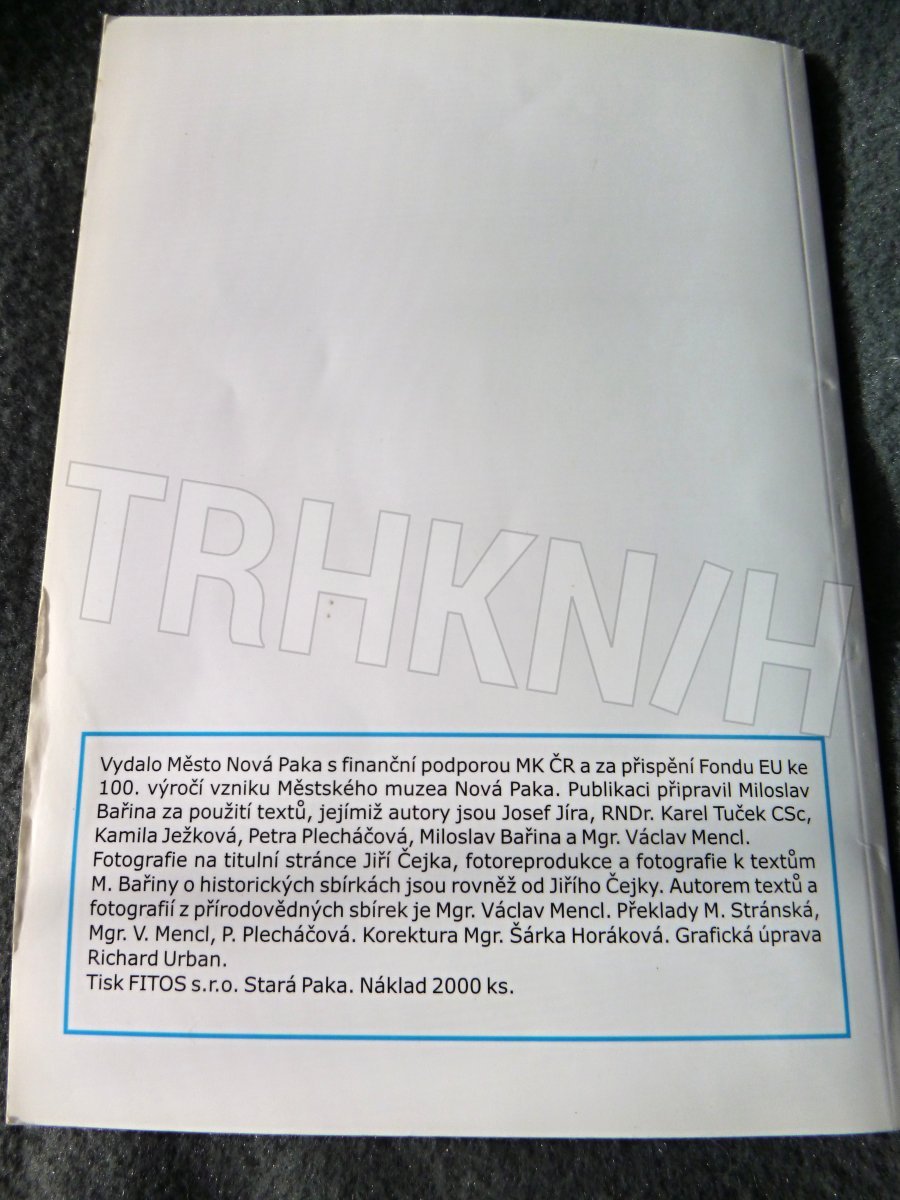 TRHKN/H
Vydalo Město Nová Paka s finanční podporou MK ČR a za přispění Fondu EU ke
100. výročí vzniku Městského muzea Nová Paka. Publikaci připravil Miloslav
Bařina za použití textů, jejímiž autory jsou Josef Jíra, RNDr. Karel Tuček CSc,
Kamila Ježková, Petra Plecháčová, Miloslav Bařina a Mgr. Václav Mencl.
Fotografie na titulní stránce Jiří Čejka, fotoreprodukce a fotografie k textům
M. Bařiny o historických sbírkách jsou rovněž od Jiřího Čejky. Autorem textů a
fotografií z přírodovědných sbírek je Mgr. Václav Mencl. Překlady M. Stránská,
Mgr. V. Mencl, P. Plecháčová. Korektura Mgr. Šárka Horáková. Grafická úprava
Richard Urban.
Tisk FITOS s.r.o. Stará Paka. Náklad 2000 ks.